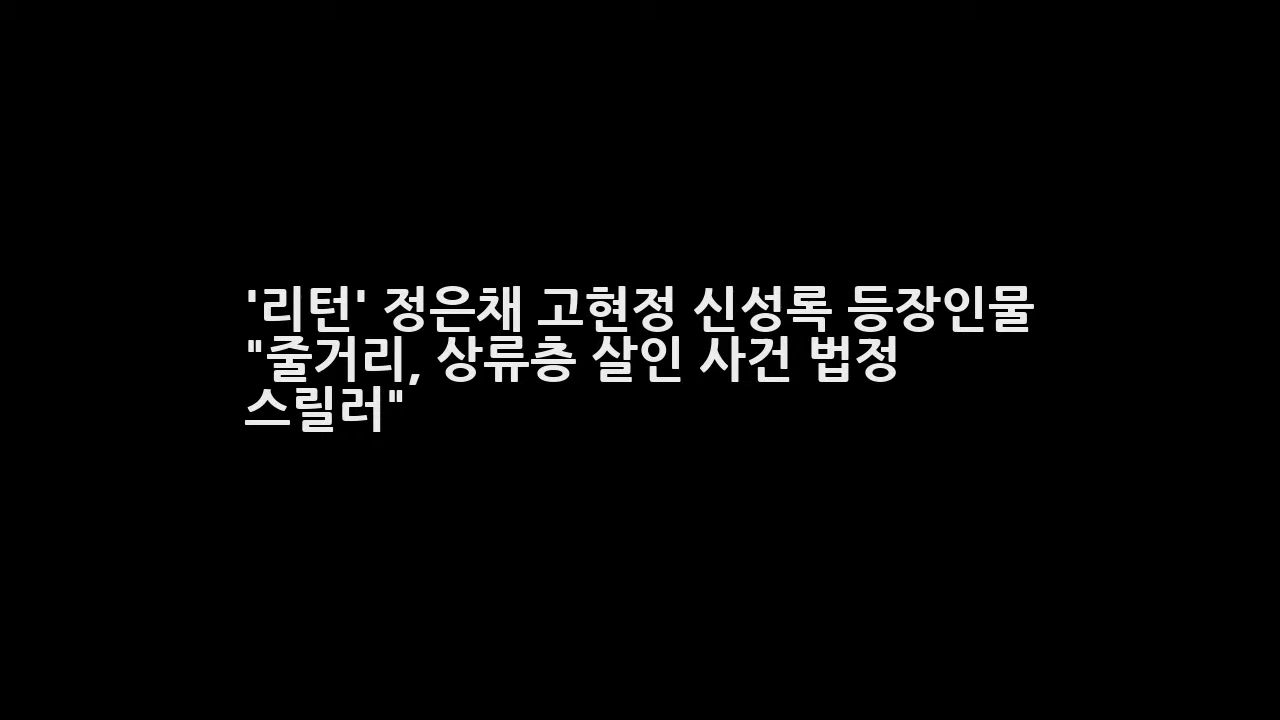 '리턴' 정은채 고현정 신성록 등장인물
"줄거리, 상류층 살인 사건 법정
스릴러"